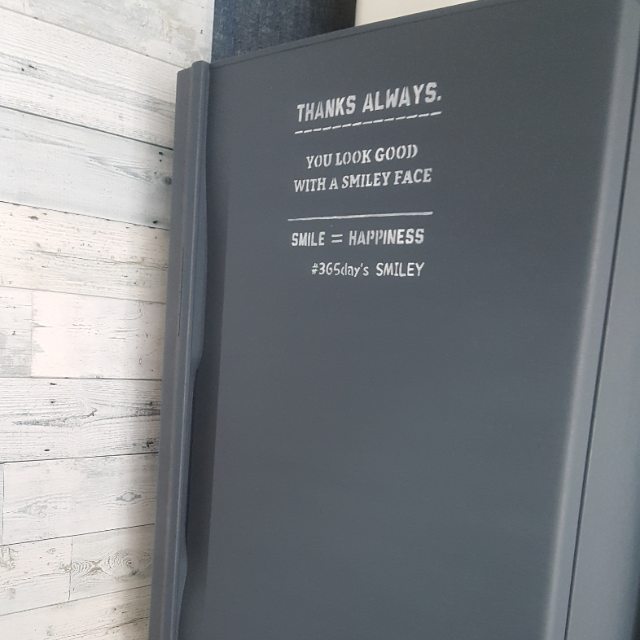 THANKS ALWAYS.
YOU LOOK GOOD
WITH A SMILEY FACE
SMILE = HAPPINESS
#365day's SMILEY